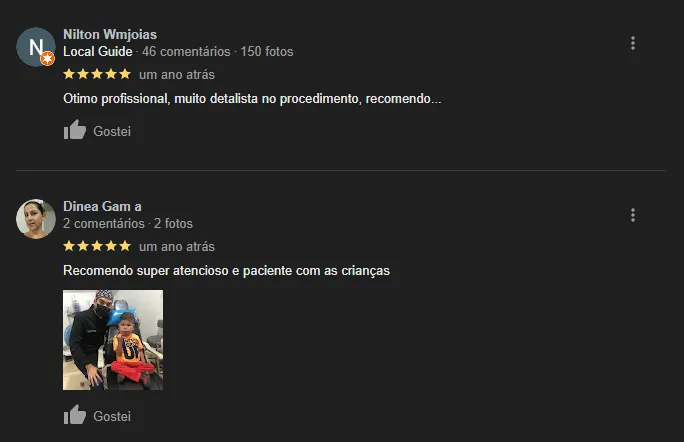 N
Nilton Wmjoias
Local Guide · 46 comentários · 150 fotos
um ano atrás
Otimo profissional, muito detalista no procedimento, recomendo...
Gostei
Dinea Gam a
2 comentários · 2 fotos
um ano atrás
Recomendo super atencioso e paciente com as crianças
Gostei